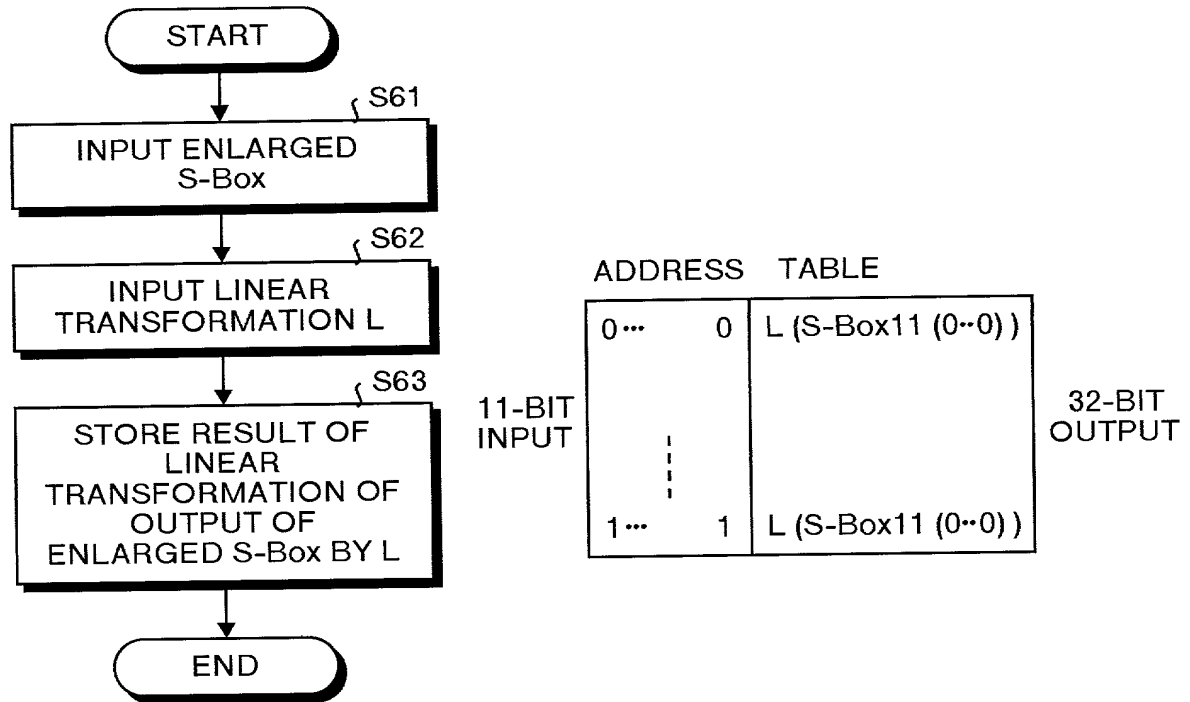 START
S61
INPUT ENLARGED
S-Box
S62
INPUT LINEAR
TRANSFORMATION L
S63
STORE RESULT OF
LINEAR
TRANSFORMATION OF
OUTPUT OF
ENLARGED S-Box BY L
END
ADDRESS TABLE
0··· 0 L (S-Box11 (0··0) )
11-BIT
INPUT
32-BIT
OUTPUT
1··· 1 L (S-Box11 (0··0) )